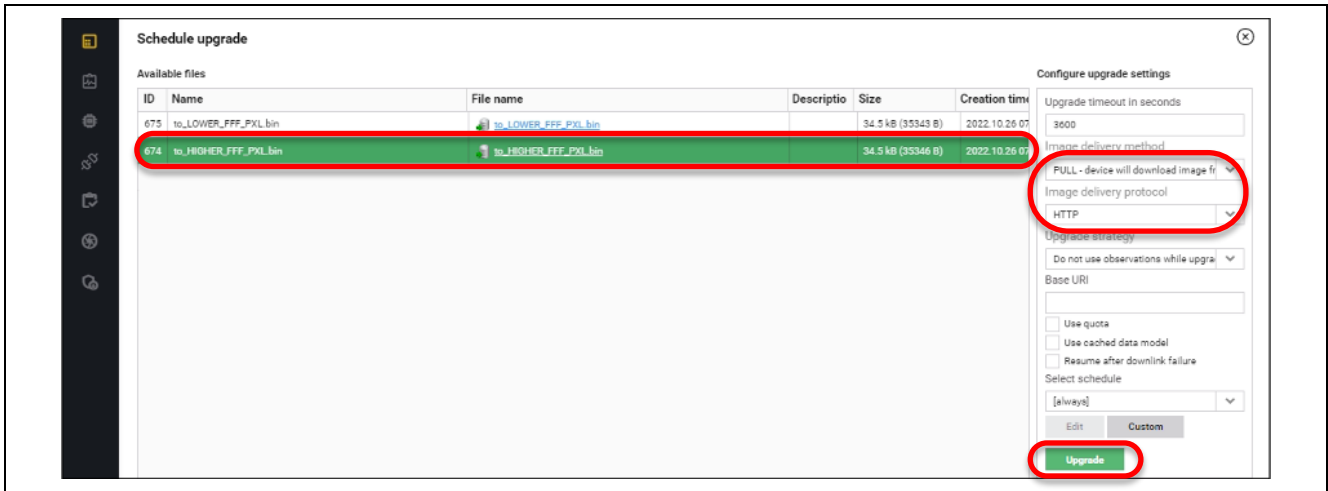 Schedule upgrade
Available files
Configure upgrade settings
ID Name File name Descriptio Size Creation time
675 to_LOWER_FFF_PXL.bin to_LOWER_FFF_PXL.bin 34.5 kB (35343 B) 2022.10.26 07
674 to_HIGHER_FFF_PXL.bin to_HIGHER_FFF_PXL.bin 34.5 kB (35346 B) 2022.10.26 07
Upgrade timeout in seconds
3600
Image delivery method
PULL - device will download image fr
Image delivery protocol
HTTP
Upgrade strategy
Do not use observations while upgra
Base URI
Use quota
Use cached data model
Resume after downlink failure
Select schedule
[always]
Edit Custom
Upgrade